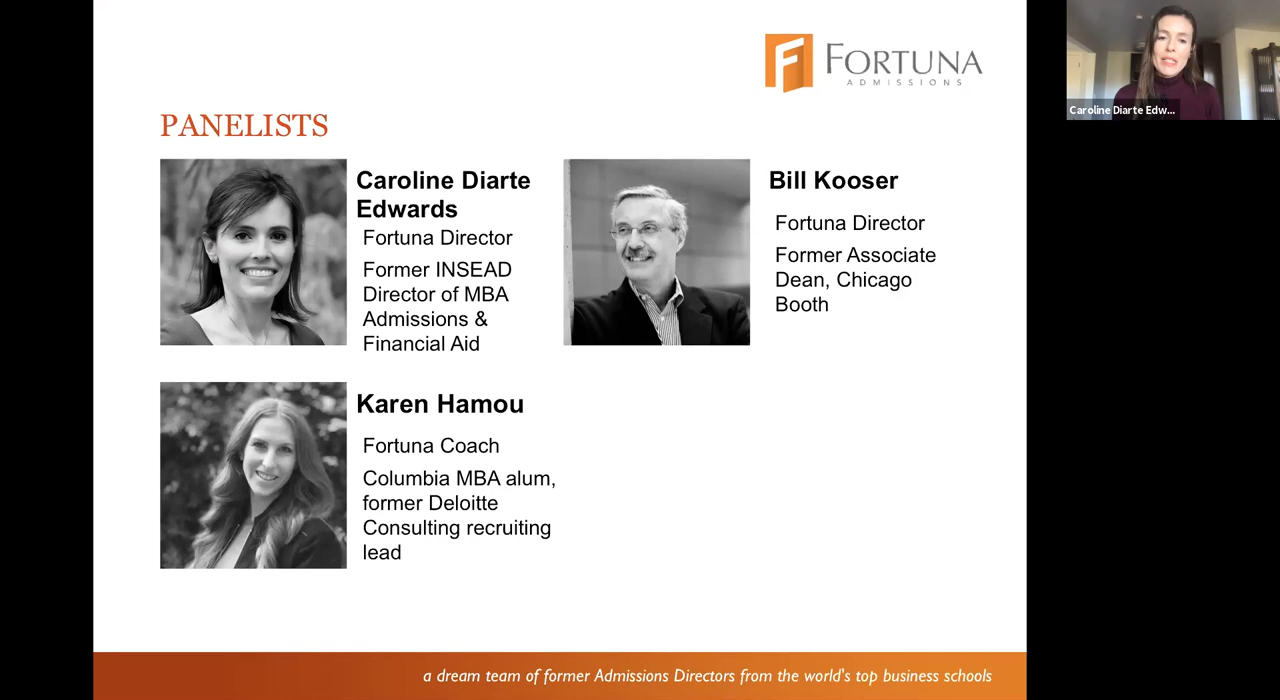 FORTUNA
ADMISSIONS
Caroline Diarte Edw...
PANELISTS
Caroline Diarte
Edwards
Fortuna Director
Former INSEAD
Director of MBA
Admissions &
Financial Aid
Bill Kooser
Fortuna Director
Former Associate
Dean, Chicago
Booth
Karen Hamou
Fortuna Coach
Columbia MBA alum,
former Deloitte
Consulting recruiting
lead
a dream team of former Admissions Directors from the world's top business schools